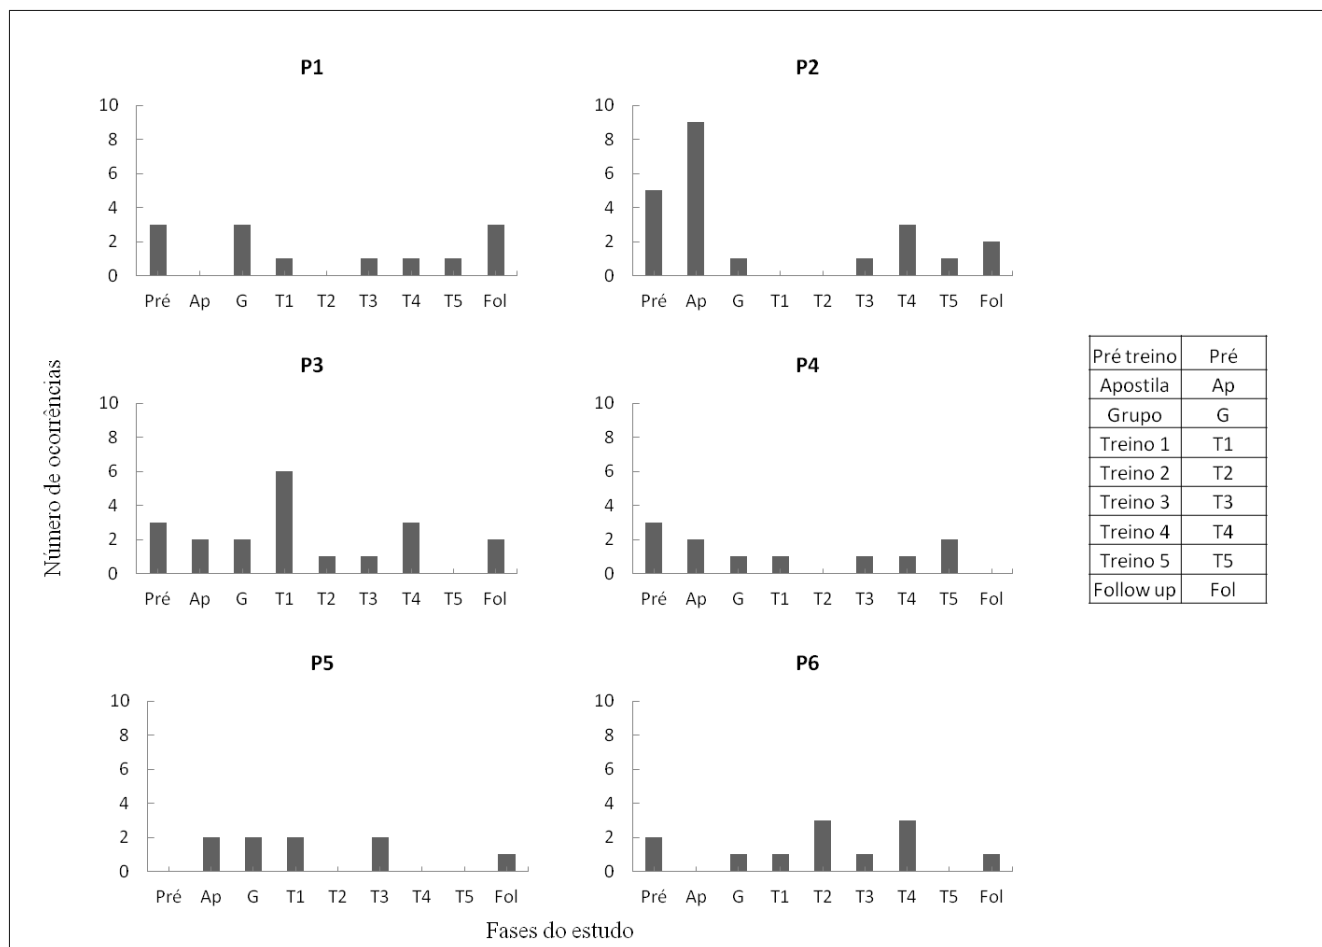 P1
10
8
6
4
2
0
Pré Ap G T1 T2 T3 T4 T5 Fol
P2
10
8
6
4
2
0
Pré Ap G T1 T2 T3 T4 T5 Fol
Número de ocorrências
P3
10
8
6
4
2
0
Pré Ap G T1 T2 T3 T4 T5 Fol
P4
10
8
6
4
2
0
Pré Ap G T1 T2 T3 T4 T5 Fol
Pré treino Pré
Apostila Ap
Grupo G
Treino 1 T1
Treino 2 T2
Treino 3 T3
Treino 4 T4
Treino 5 T5
Follow up Fol
P5
10
8
6
4
2
0
Pré Ap G T1 T2 T3 T4 T5 Fol
P6
10
8
6
4
2
0
Pré Ap G T1 T2 T3 T4 T5 Fol
Fases do estudo